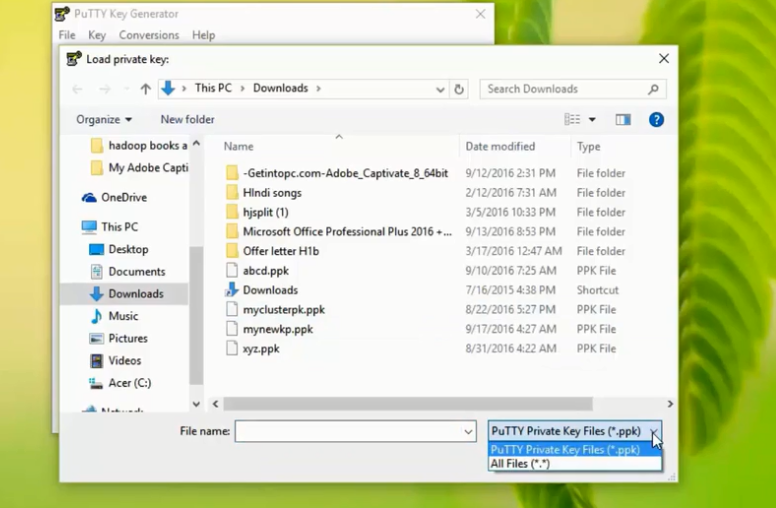 PuTTY Key Generator
File Key Conversions Help
Load private key:
This PC > Downloads >
Search Downloads
Organize New folder
Name Date modified Type
hadoop books a
My Adobe Capti
OneDrive
This PC
Desktop
Documents
Downloads
Music
Pictures
Videos
Acer (C:)
Network
-Getintopc.com-Adobe_Captivate_8_64bit 9/12/2016 2:31 PM File folder
HIndi songs 2/12/2016 7:31 AM File folder
hjsplit (1) 3/5/2016 10:33 PM File folder
Microsoft Office Professional Plus 2016 +... 9/13/2016 8:53 PM File folder
Offer letter H1b 3/17/2016 12:47 AM File folder
abcd.ppk 9/10/2016 7:25 AM PPK File
Downloads 7/16/2015 4:38 PM Shortcut
myclusterpk.ppk 8/22/2016 5:27 PM PPK File
mynewkp.ppk 9/17/2016 4:27 AM PPK File
xyz.ppk 8/31/2016 4:22 AM PPK File
File name:
PuTTY Private Key Files (*.ppk)
PuTTY Private Key Files (*.ppk)
All Files (*.*)